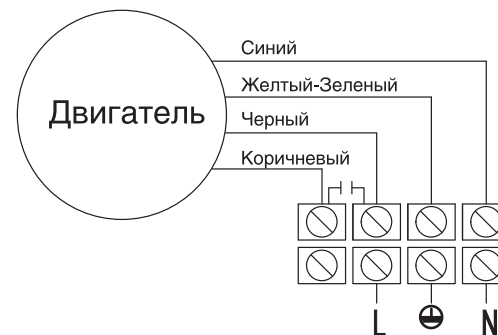 Синий
Желтый-Зеленый
Двигатель
Черный
Коричневый
L N